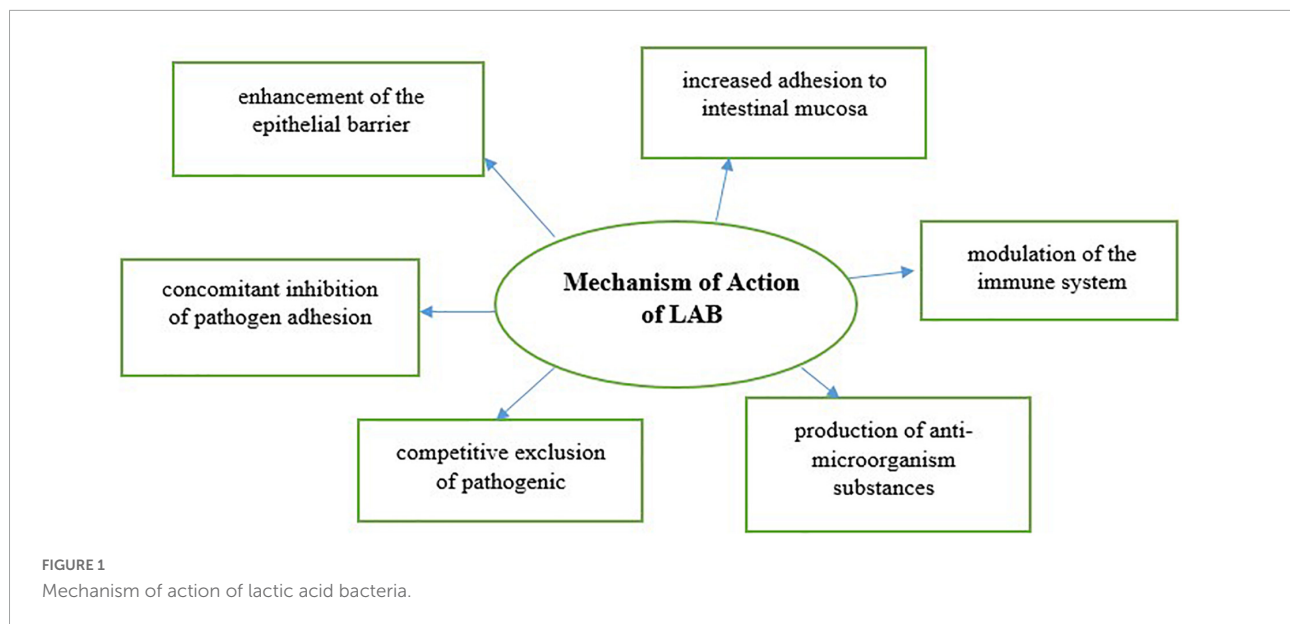 enhancement of the
epithelial barrier
increased adhesion to
intestinal mucosa
concomitant inhibition
of pathogen adhesion
Mechanism of Action
of LAB
modulation of the
immune system
competitive exclusion
of pathogenic
production of anti-
microorganism
substances
FIGURE 1
Mechanism of action of lactic acid bacteria.